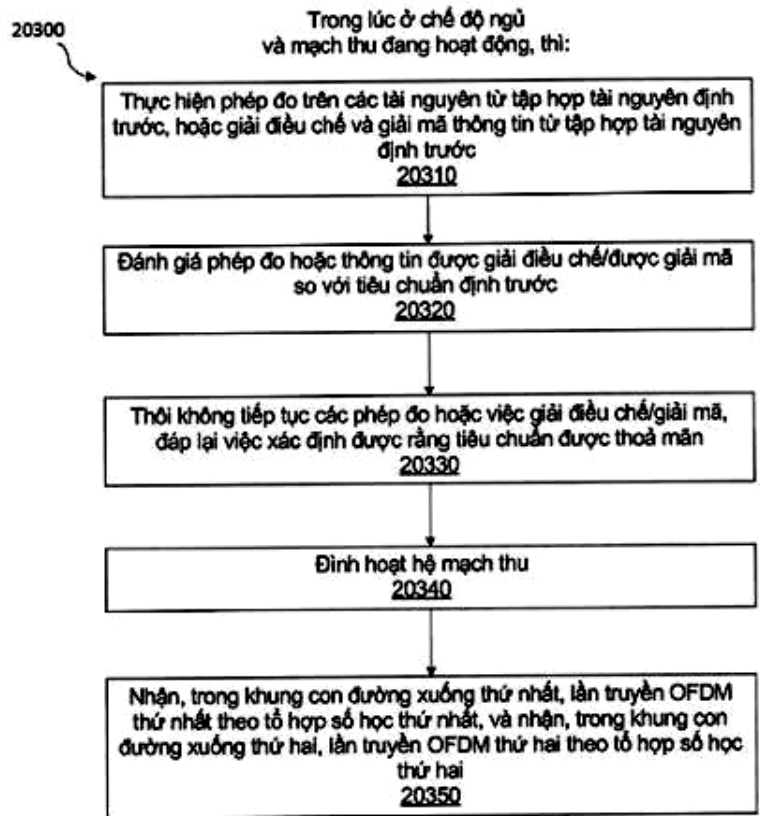 Trong lúc ở chế độ ngủ
và mạch thu đang hoạt động, thì:
20300
Thực hiện phép đo trên các tài nguyên từ tập hợp tài nguyên định
trước, hoặc giải điều chế và giải mã thông tin từ tập hợp tài nguyên
định trước
20310
Đánh giá phép đo hoặc thông tin được giải điều chế/được giải mã
so với tiêu chuẩn định trước
20320
Thôi không tiếp tục các phép đo hoặc việc giải điều chế/giải mã,
đáp lại việc xác định được rằng tiêu chuẩn được thoả mãn
20330
Đình hoạt hệ mạch thu
20340
Nhận, trong khung con đường xuống thứ nhất, lần truyền OFDM
thứ nhất theo tổ hợp số học thứ nhất, và nhận, trong khung con
đường xuống thứ hai, lần truyền OFDM thứ hai theo tổ hợp số học
thứ hai
20350